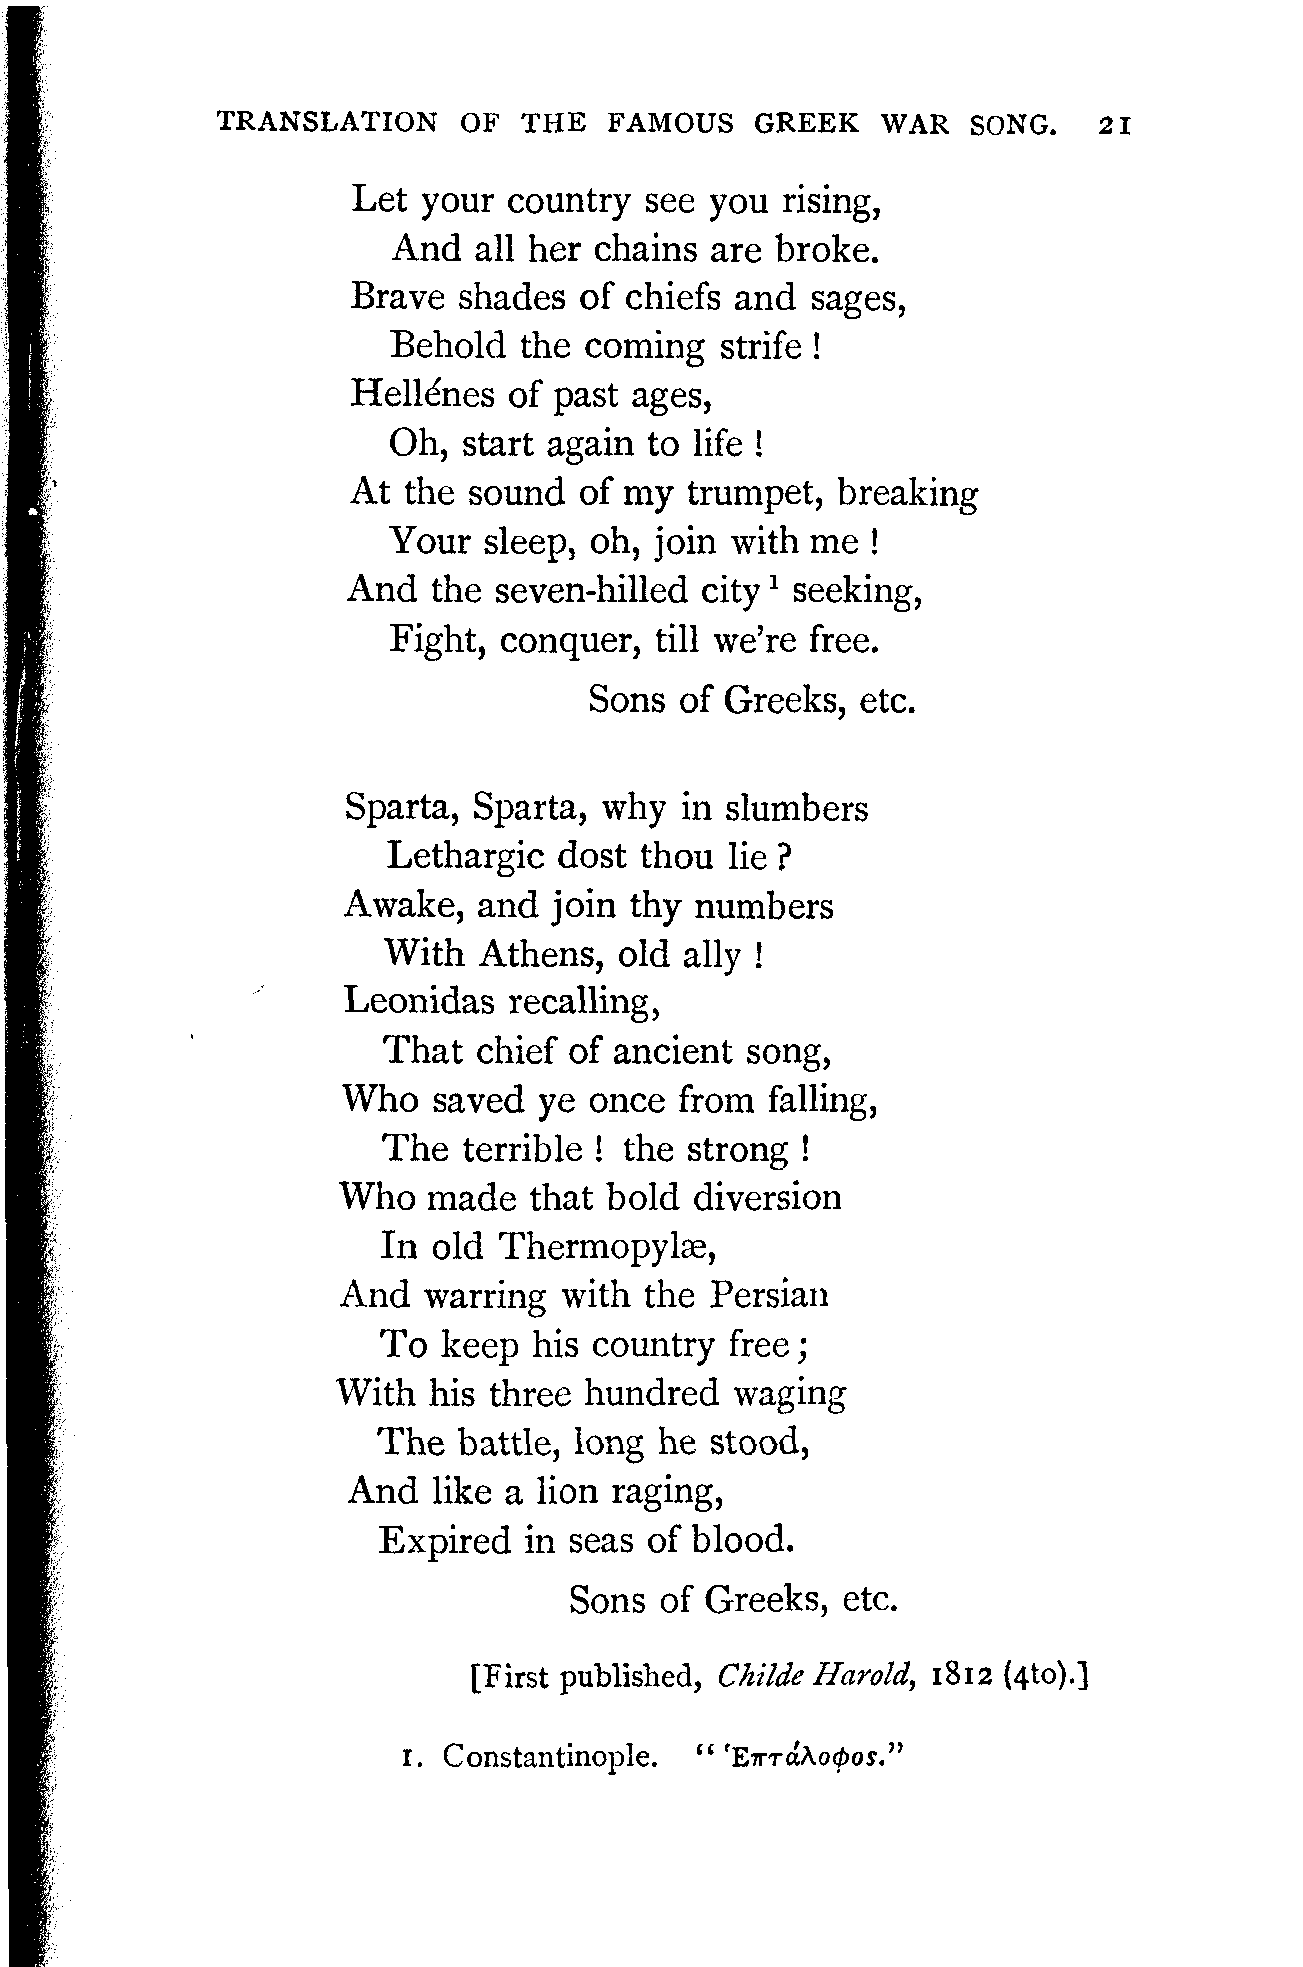 TRANSLATION OF THE FAMOUS GREEK WAR SONG. 21
Let your country see you rising,
And all her chains are broke.
Brave shades of chiefs and sages,
Behold the coming strife !
Hellénes of past ages,
Oh, start again to life !
At the sound of my trumpet, breaking
Your sleep, oh, join with me !
And the seven-hilled city ¹ seeking,
Fight, conquer, till we're free.
Sons of Greeks, etc.
Sparta, Sparta, why in slumbers
Lethargic dost thou lie ?
Awake, and join thy numbers
With Athens, old ally !
Leonidas recalling,
That chief of ancient song,
Who saved ye once from falling,
The terrible ! the strong !
Who made that bold diversion
In old Thermopylæ,
And warring with the Persian
To keep his country free ;
With his three hundred waging
The battle, long he stood,
And like a lion raging,
Expired in seas of blood.
Sons of Greeks, etc.
[First published, Childe Harold, 1812 (4to).]
1. Constantinople. " Ἑπτάλοφος."